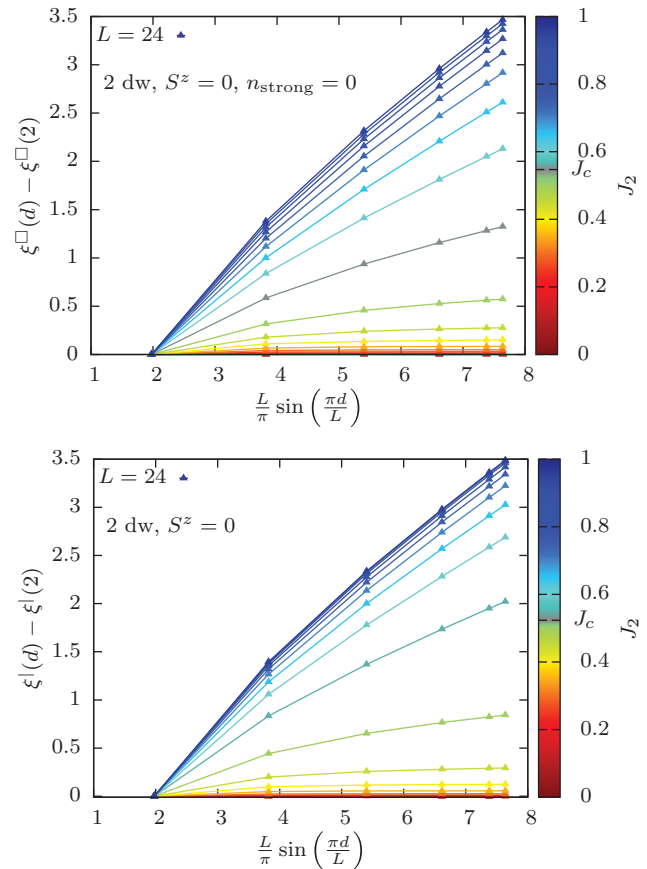 L = 24
2 dw, S^z = 0, n_strong = 0
ξ^□(d) − ξ^□(2)
3.5
3
2.5
2
1.5
1
0.5
0
1 2 3 4 5 6 7 8
L/π sin (πd/L)
1
0.8
0.6
J_c
0.4
0.2
0
J_2
L = 24
2 dw, S^z = 0
ξ^|(d) − ξ^|(2)
3.5
3
2.5
2
1.5
1
0.5
0
1 2 3 4 5 6 7 8
L/π sin (πd/L)
1
0.8
0.6
J_c
0.4
0.2
0
J_2